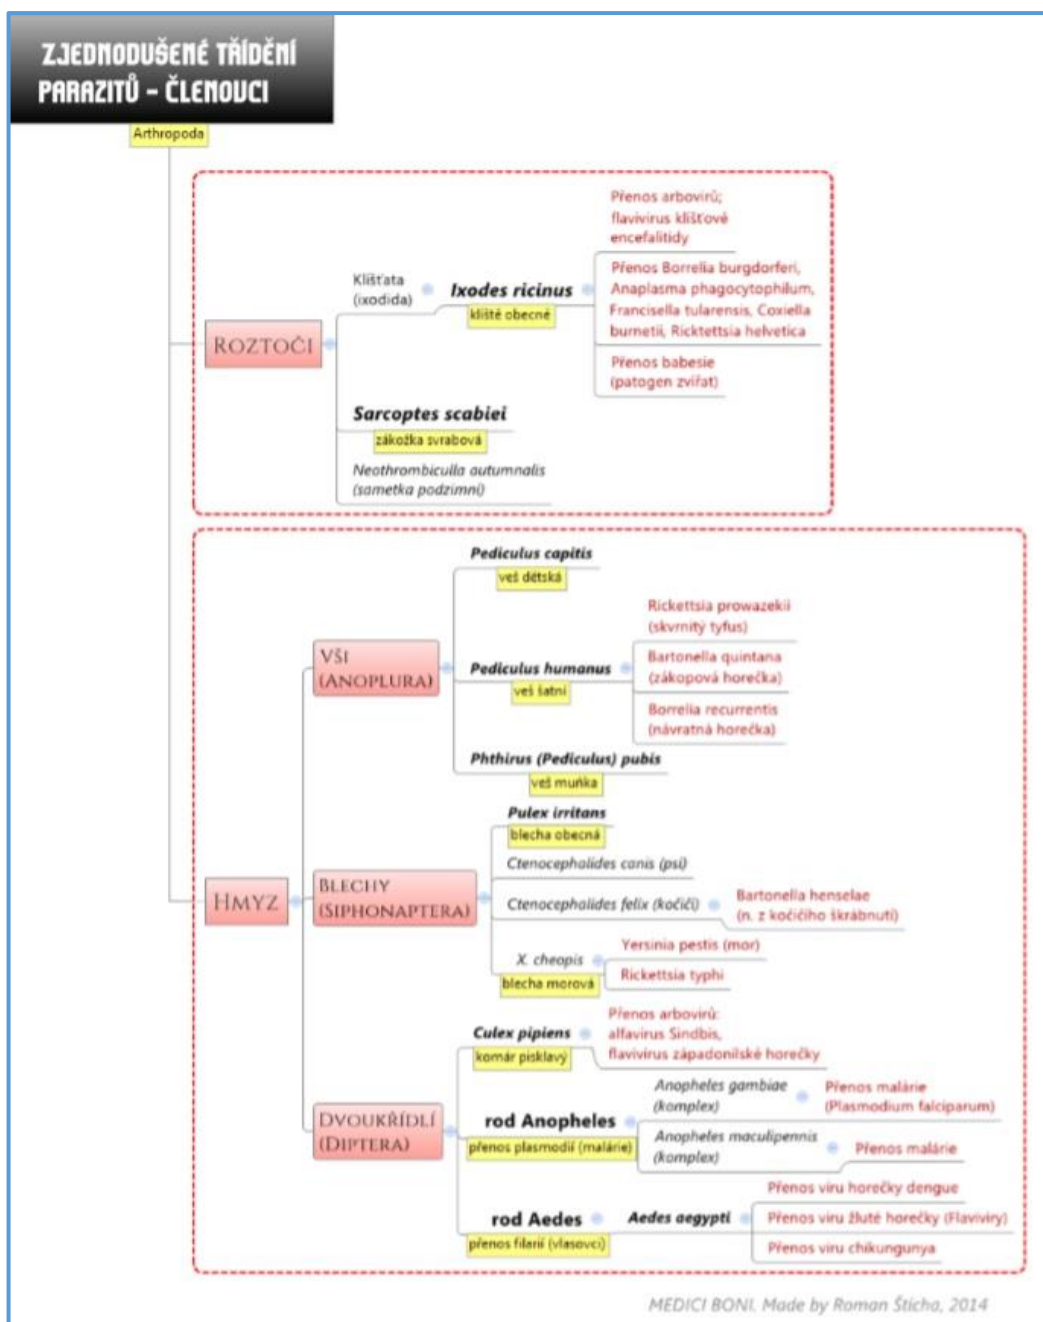 ZJEDNODUŠENÉ TŘÍDĚNÍ
PARAZITŮ – ČLENOVCI
Arthropoda
ROZTOČI
Klíšťata
(ixodida)
Ixodes ricinus
klíště obecné
Přenos arbovirů;
flavivirus klíšťové
encefalitidy
Přenos Borrelia burgdorferi,
Anaplasma phagocytophilum,
Francisella tularensis, Coxiella
burnetii, Ricktettsia helvetica
Přenos babesie
(patogen zvířat)
Sarcoptes scabiei
zákožka svrabová
Neothrombiculla autumnalis
(sametka podzimní)
HMYZ
VŠI
(ANOPLURA)
Pediculus capitis
veš dětská
Pediculus humanus
veš šatní
Rickettsia prowazekii
(skvrnitý tyfus)
Bartonella quintana
(zákopová horečka)
Borrelia recurrentis
(návratná horečka)
Phthirus (Pediculus) pubis
veš muňka
BLECHY
(SIPHONAPTERA)
Pulex irritans
blecha obecná
Ctenocephalides canis (psí)
Ctenocephalides felix (kočičí)
Bartonella henselae
(n. z kočičího škrábnutí)
X. cheopis
blecha morová
Yersinia pestis (mor)
Rickettsia typhi
DVOUKŘÍDLÍ
(DIPTERA)
Culex pipiens
komár pisklavý
Přenos arbovirů:
alfavirus Sindbis,
flavivirus západonilské horečky
rod Anopheles
přenos plasmodií (malárie)
Anopheles gambiae
(komplex)
Přenos malárie
(Plasmodium falciparum)
Anopheles maculipennis
(komplex)
Přenos malárie
rod Aedes
přenos filarií (vlasovci)
Aedes aegypti
Přenos viru horečky dengue
Přenos viru žluté horečky (Flaviviry)
Přenos viru chikungunya
MEDICI BONI. Made by Roman Šticha, 2014